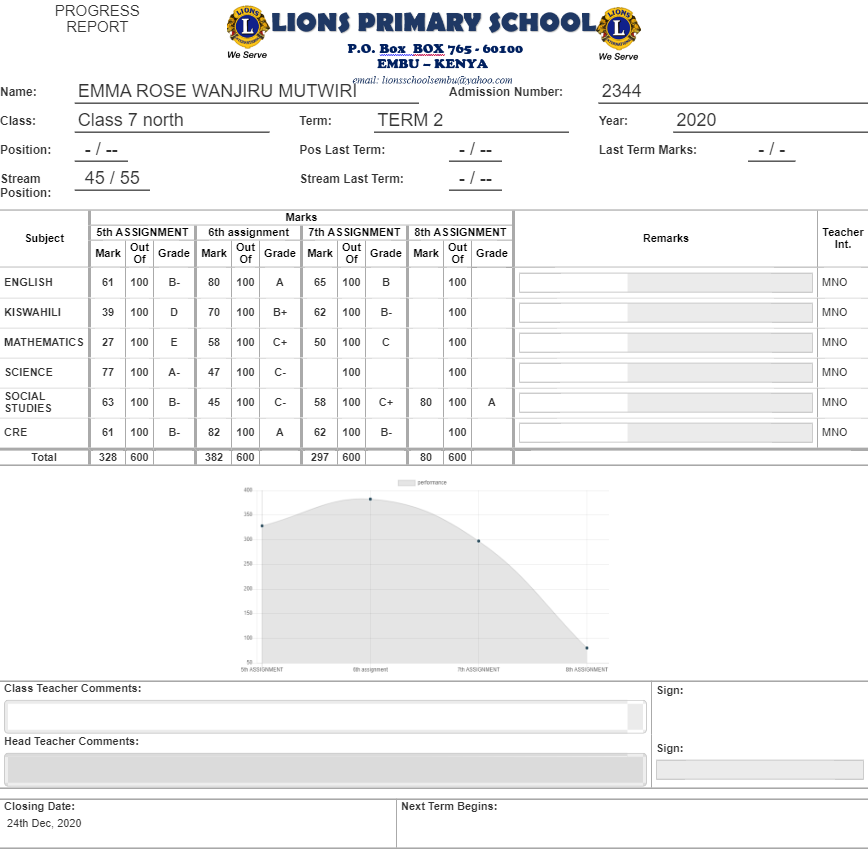 PROGRESS
REPORT
LIONS
L
INTERNATIONAL
We Serve
LIONS PRIMARY SCHOOL
P.O. Box BOX 765 - 60100
EMBU – KENYA
email: lionsschoolsembu@yahoo.com
LIONS
L
INTERNATIONAL
We Serve
Name: EMMA ROSE WANJIRU MUTWIRI Admission Number: 2344
Class: Class 7 north Term: TERM 2 Year: 2020
Position: - / -- Pos Last Term: - / -- Last Term Marks: - / -
Stream Position: 45 / 55 Stream Last Term: - / --
Subject Marks Remarks Teacher Int.
5th ASSIGNMENT 6th assignment 7th ASSIGNMENT 8th ASSIGNMENT
Mark Out Of Grade Mark Out Of Grade Mark Out Of Grade Mark Out Of Grade
ENGLISH 61 100 B- 80 100 A 65 100 B 100 MNO
KISWAHILI 39 100 D 70 100 B+ 62 100 B- 100 MNO
MATHEMATICS 27 100 E 58 100 C+ 50 100 C 100 MNO
SCIENCE 77 100 A- 47 100 C- 100 100 MNO
SOCIAL STUDIES 63 100 B- 45 100 C- 58 100 C+ 80 100 A MNO
CRE 61 100 B- 82 100 A 62 100 B- 100 MNO
Total 328 600 382 600 297 600 80 600
performance
400
350
300
250
200
150
100
50
5th ASSIGNMENT 6th assignment 7th ASSIGNMENT 8th ASSIGNMENT
Class Teacher Comments: Sign:
Head Teacher Comments:
Sign:
Closing Date: Next Term Begins:
24th Dec, 2020